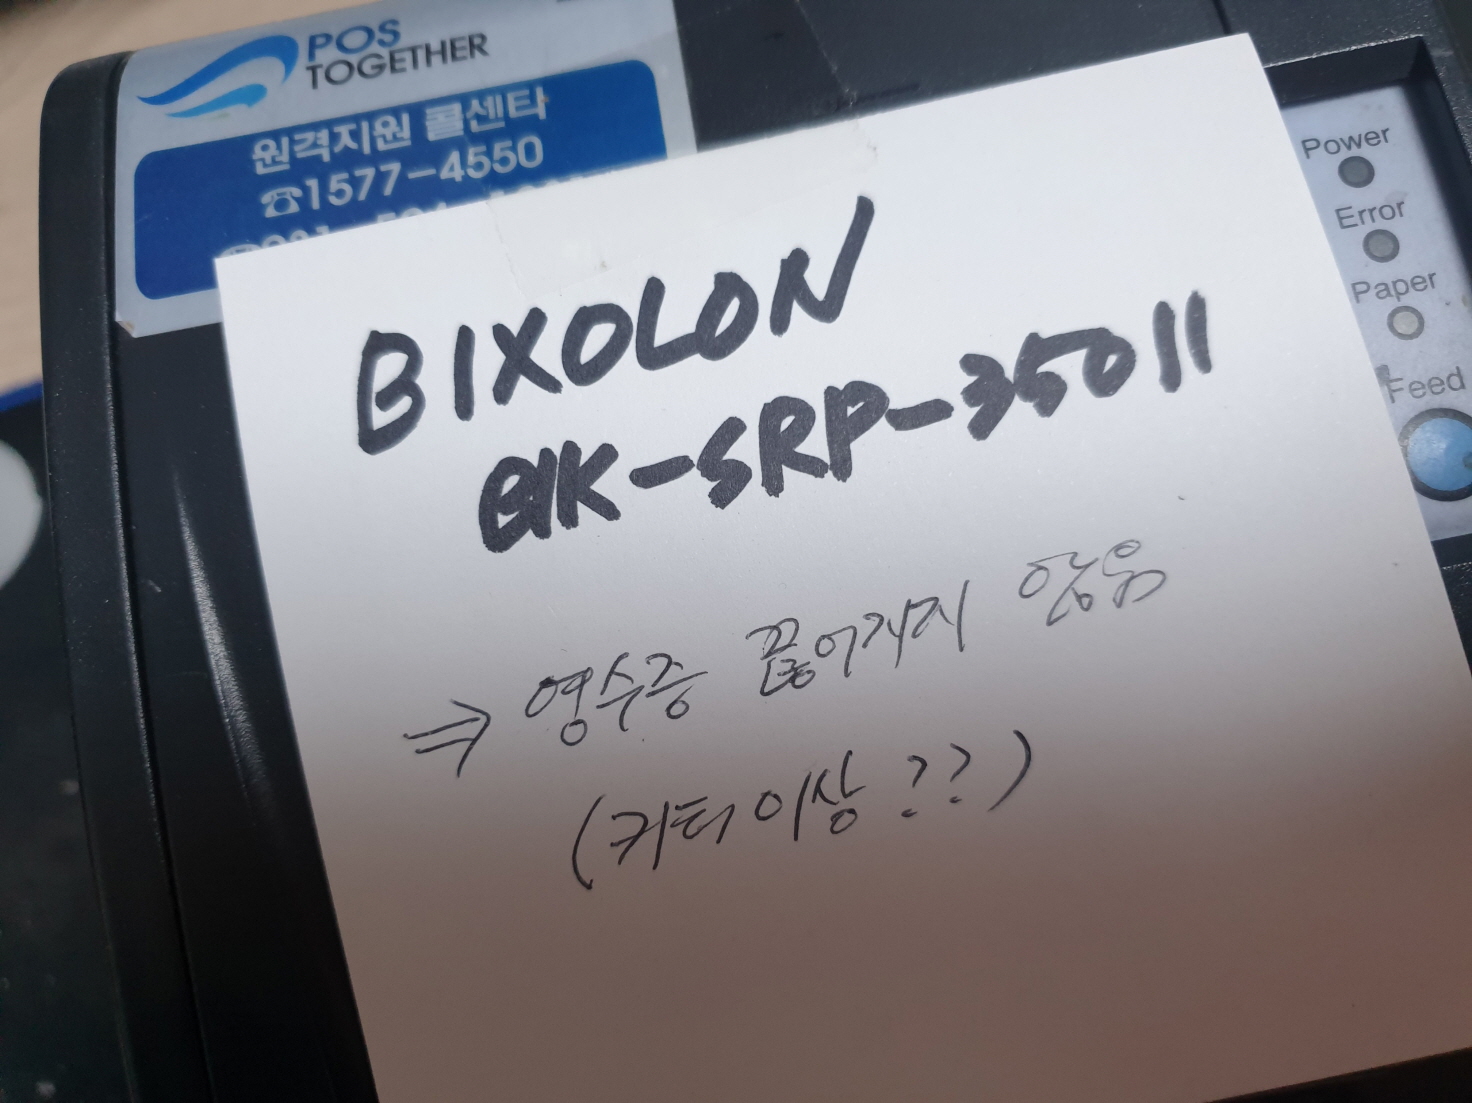 POS
TOGETHER
원격지원 콜센타
☎1577-4550
BIXOLON
BK-SRP-350II
⇒ 영수증 끊어지지 않음
(커터이상??)
Power
Error
Paper
Feed